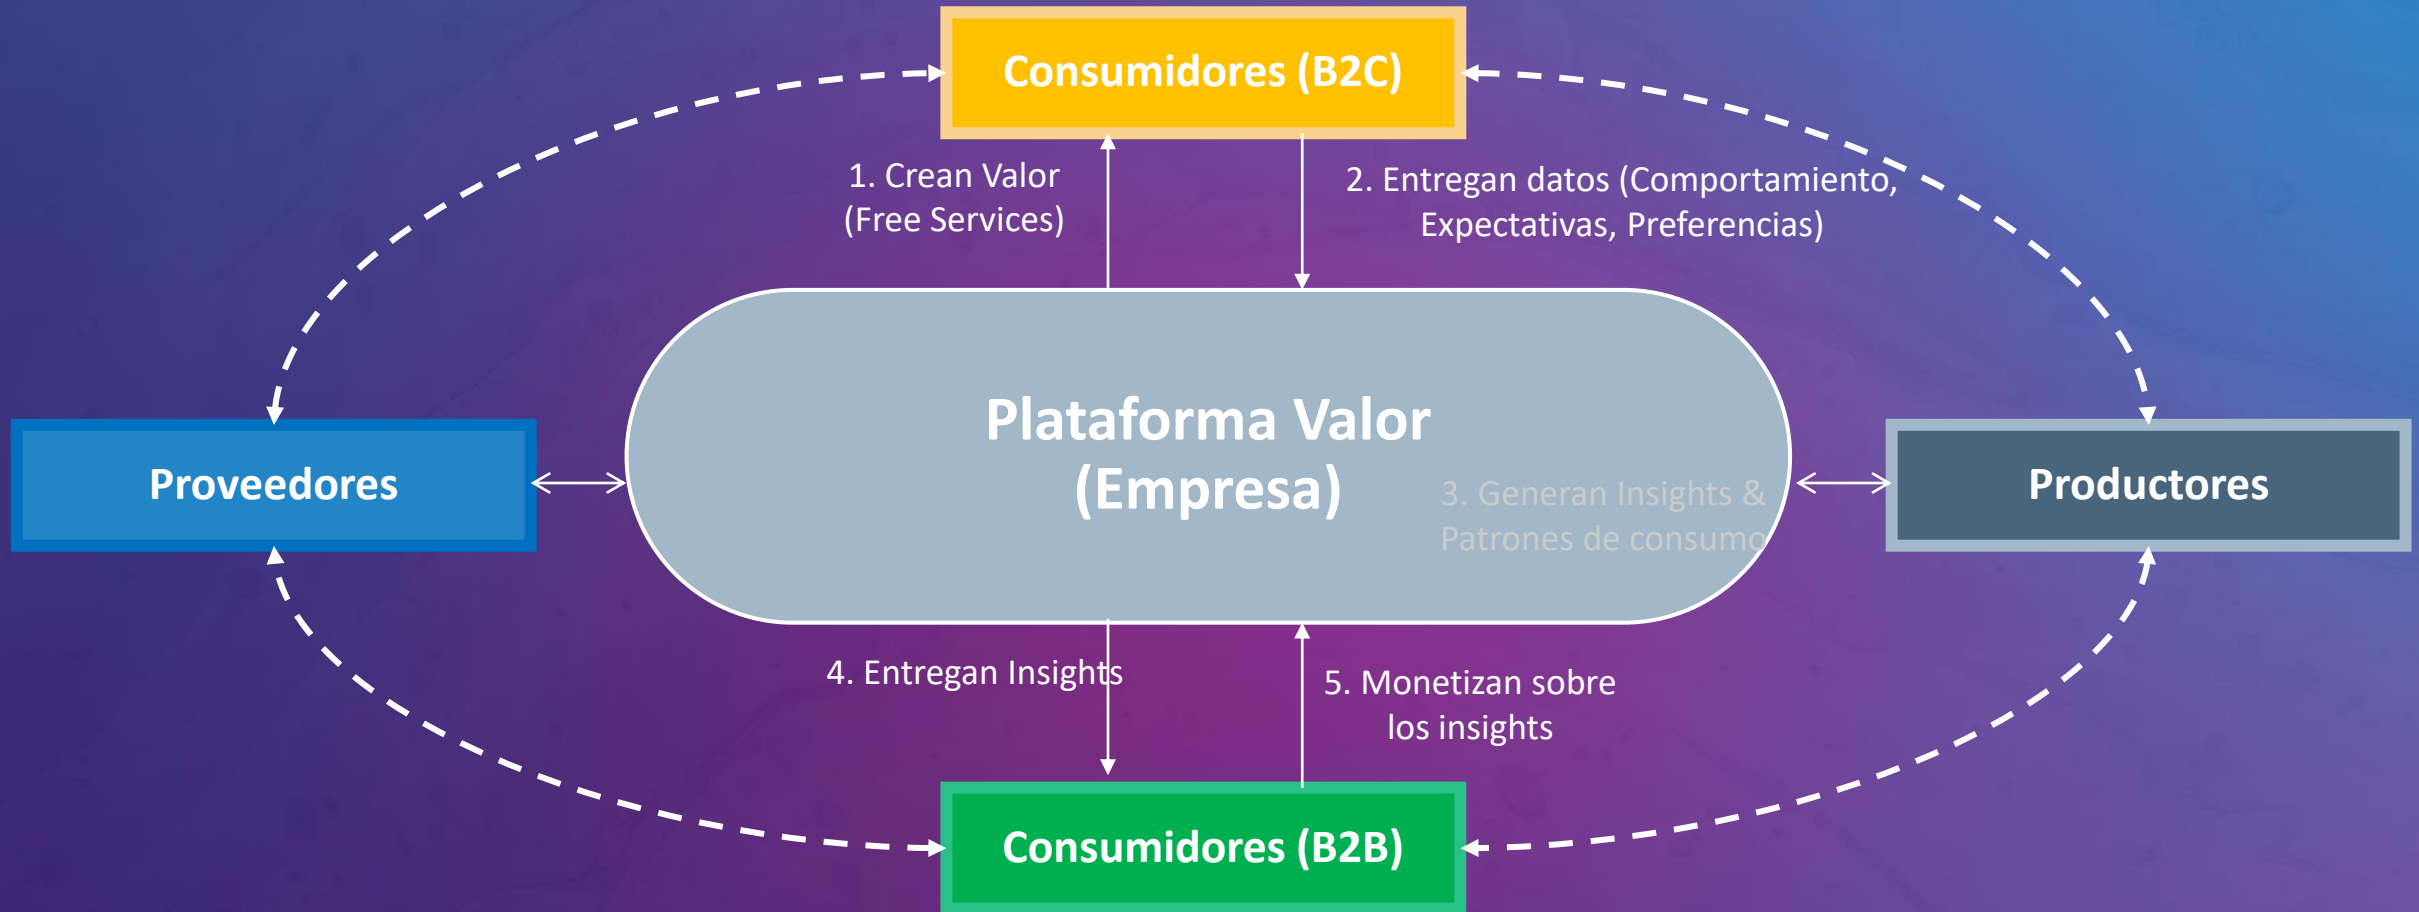 Consumidores (B2C)
1. Crean Valor
(Free Services)
2. Entregan datos (Comportamiento,
Expectativas, Preferencias)
Proveedores
Plataforma Valor
(Empresa)
3. Generan Insights &
Patrones de consumo
Productores
4. Entregan Insights
5. Monetizan sobre
los insights
Consumidores (B2B)